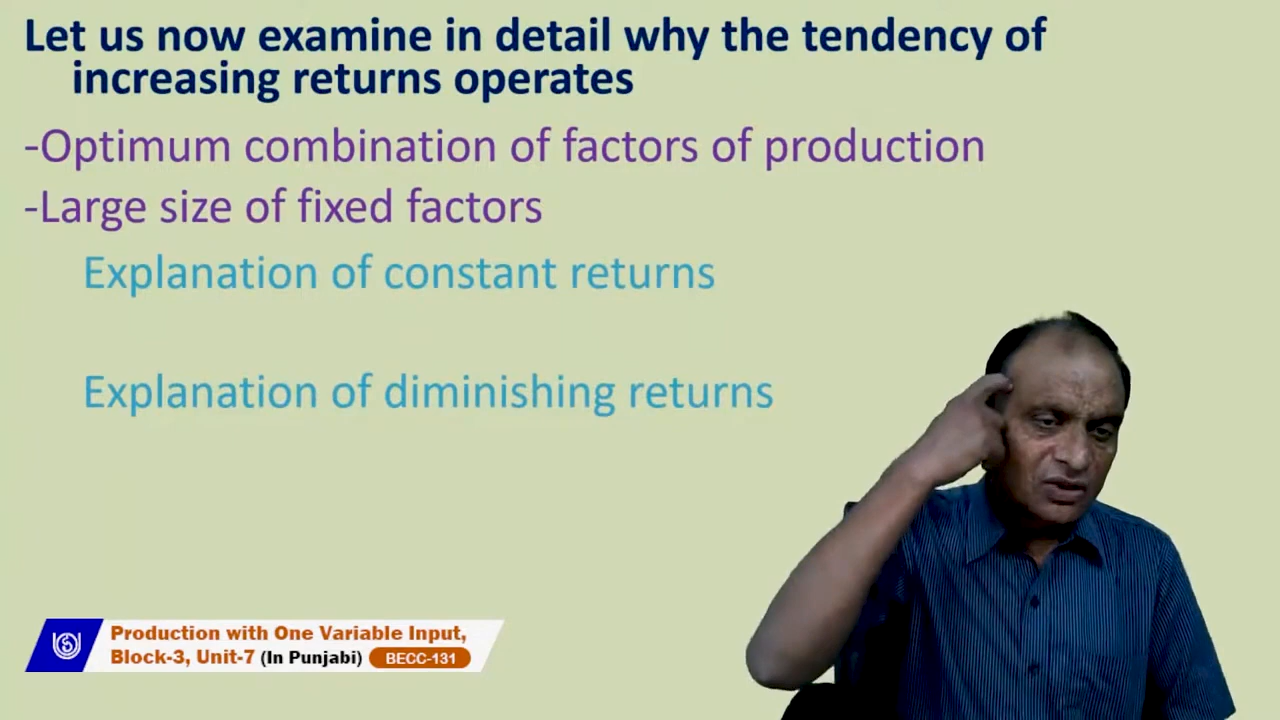 Let us now examine in detail why the tendency of
increasing returns operates
-Optimum combination of factors of production
-Large size of fixed factors
Explanation of constant returns
Explanation of diminishing returns
Production with One Variable Input,
Block-3, Unit-7 (In Punjabi) BECC-131